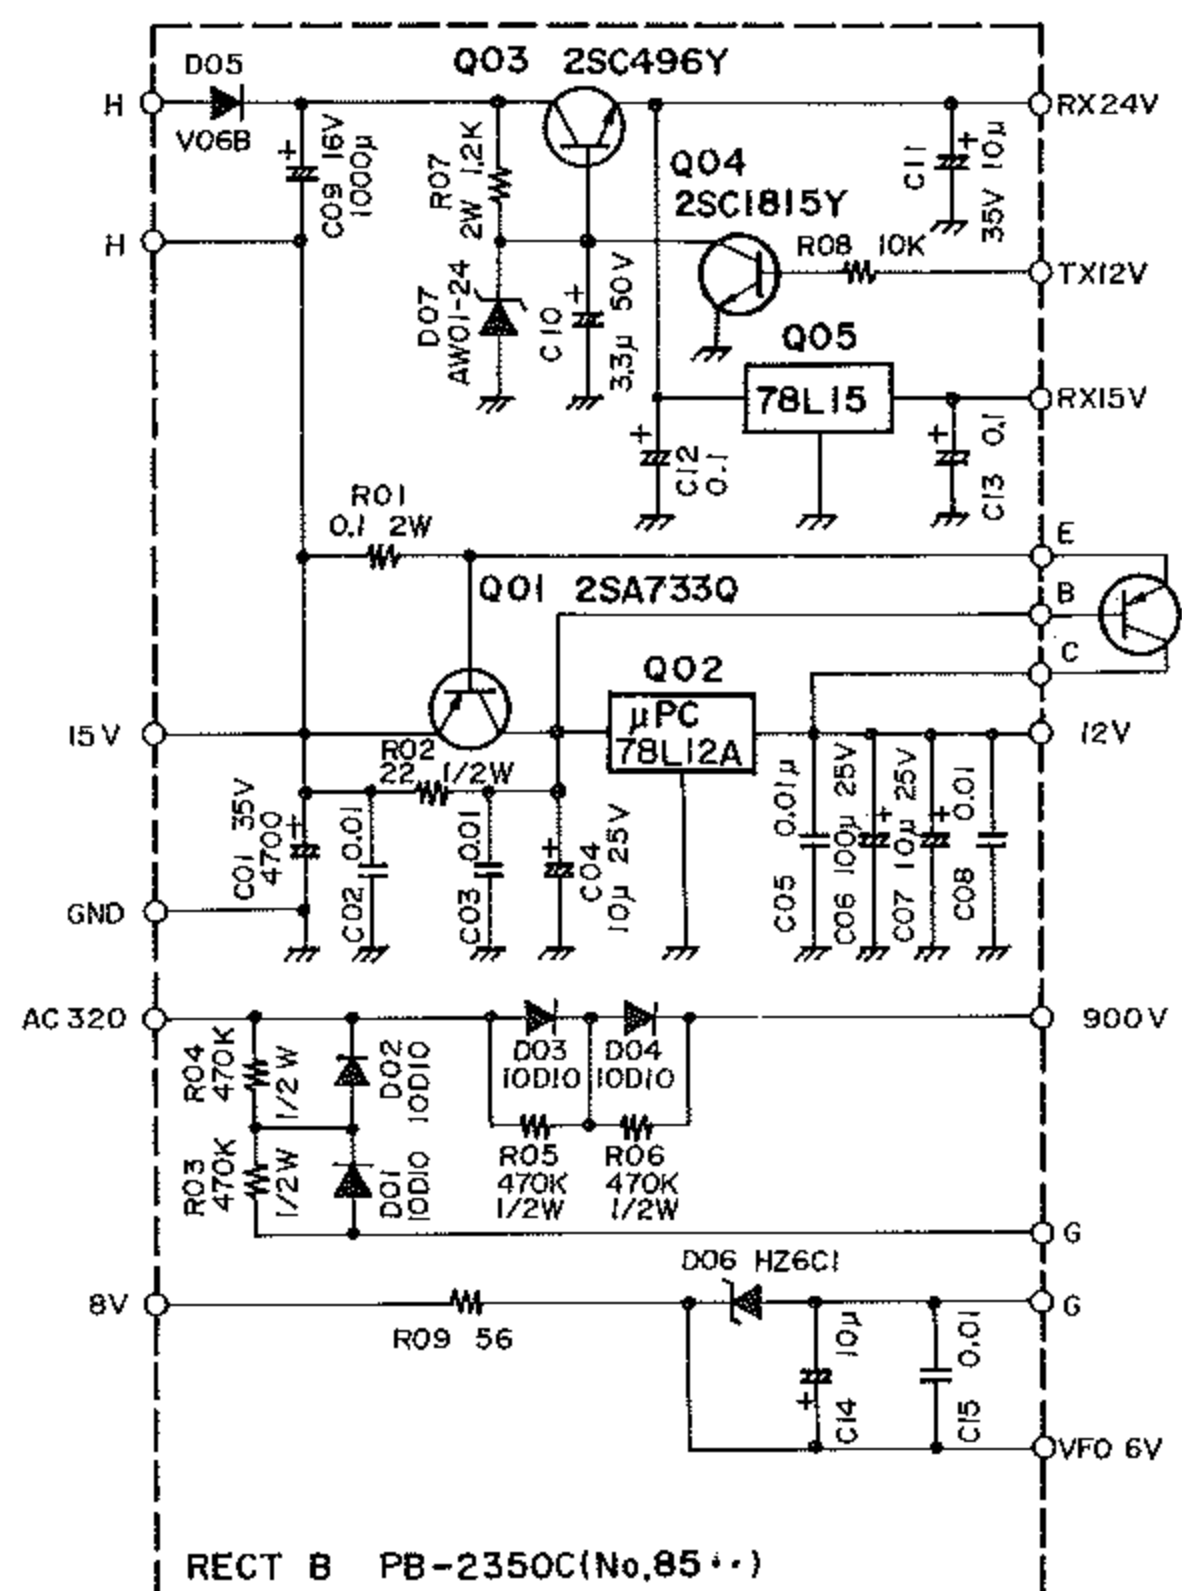 Q03 2SC496Y
D05
H
V06B
RX24V
C09 16V
1000µ
R07
2W 1.2K
Q04
2SC1815Y
C11
35V 10µ
H
R08 10K
TX12V
D07
AW01-24
C10
3.3µ 50V
Q05
78L15
RX15V
C12
0.1
C13 0.1
R01
0.1 2W
E
Q01 2SA733Q
B
C
Q02
µPC
78L12A
15V
12V
R02
22 1/2W
C01 35V
4700
C02 0.01
C03 0.01
C04
10µ 25V
C05 0.01µ
C06 100µ 25V
C07 10µ 25V
C08 0.01
GND
AC 320
900V
D03
10D10
D04
10D10
R04
470K
1/2W
D02
10D10
R03
470K
1/2W
D01
10D10
R05
470K
1/2W
R06
470K
1/2W
G
D06 HZ6C1
8V
G
R09 56
10µ
C14
0.01
C15
VFO 6V
RECT B PB-2350C(No,85··)